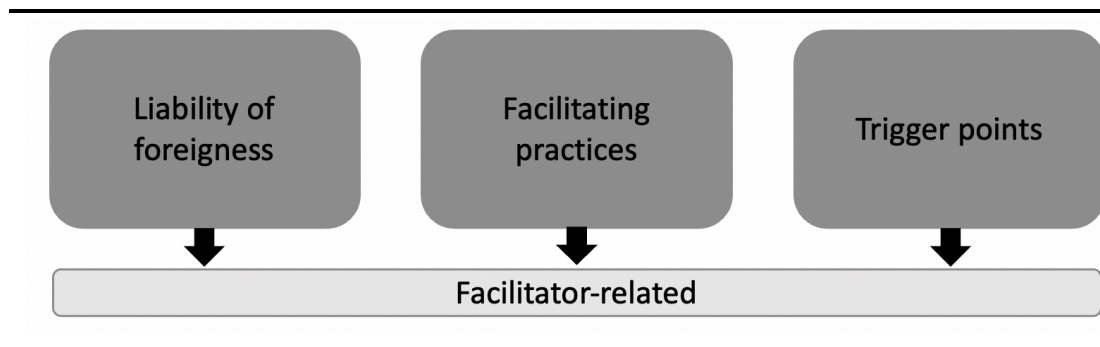 Liability of
foreigness
Facilitating
practices
Trigger points
Facilitator-related